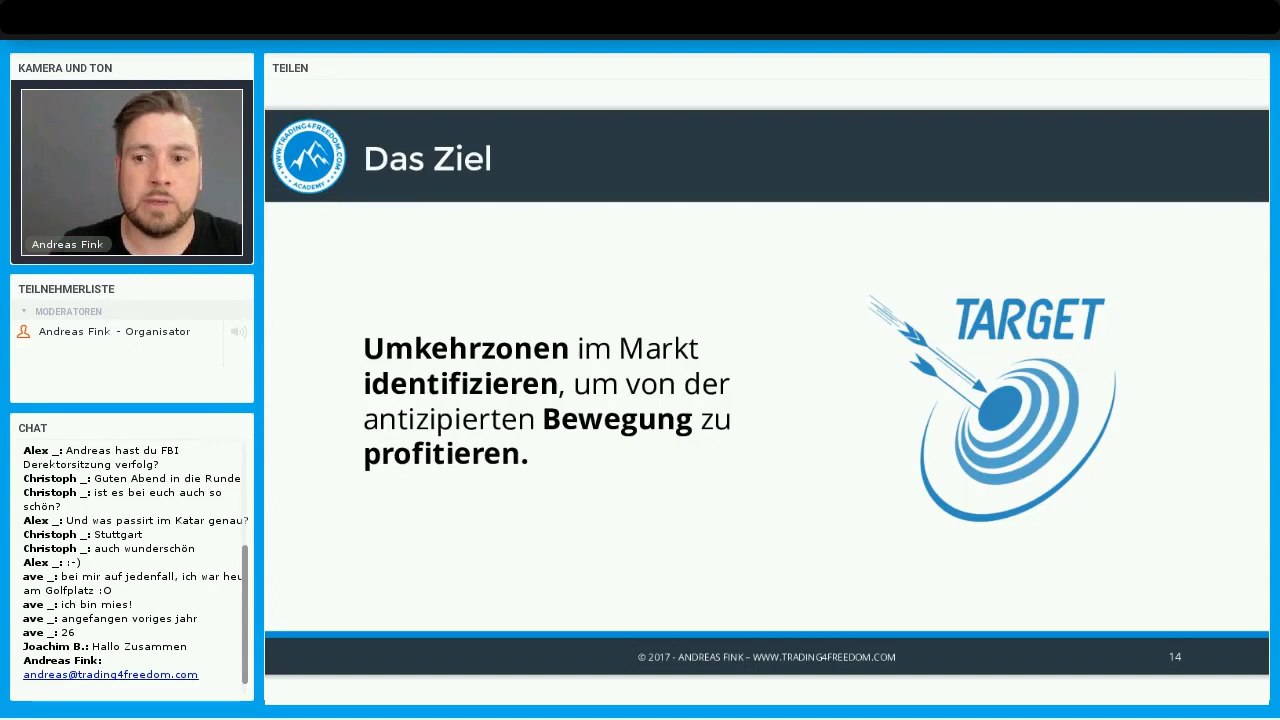 KAMERA UND TON
Andreas Fink
TEILNEHMERLISTE
MODERATOREN
Andreas Fink - Organisator
CHAT
Alex _: Andreas hast du FBI
Derektorsitzung verfolg?
Christoph _: Guten Abend in die Runde
Christoph _: ist es bei euch auch so
schön?
Alex _: Und was passirt im Katar genau?
Christoph _: Stuttgart
Christoph _: auch wunderschön
Alex _: :-)
ave _: bei mir auf jedenfall, ich war heu
am Golfplatz :O
ave _: ich bin mies!
ave _: angefangen voriges jahr
ave _: 26
Joachim B.: Hallo Zusammen
Andreas Fink:
andreas@trading4freedom.com
TEILEN
WWW.TRADING4FREEDOM.COM
ACADEMY
Das Ziel
Umkehrzonen im Markt
identifizieren, um von der
antizipierten Bewegung zu
profitieren.
TARGET
© 2017 - ANDREAS FINK – WWW.TRADING4FREEDOM.COM
14